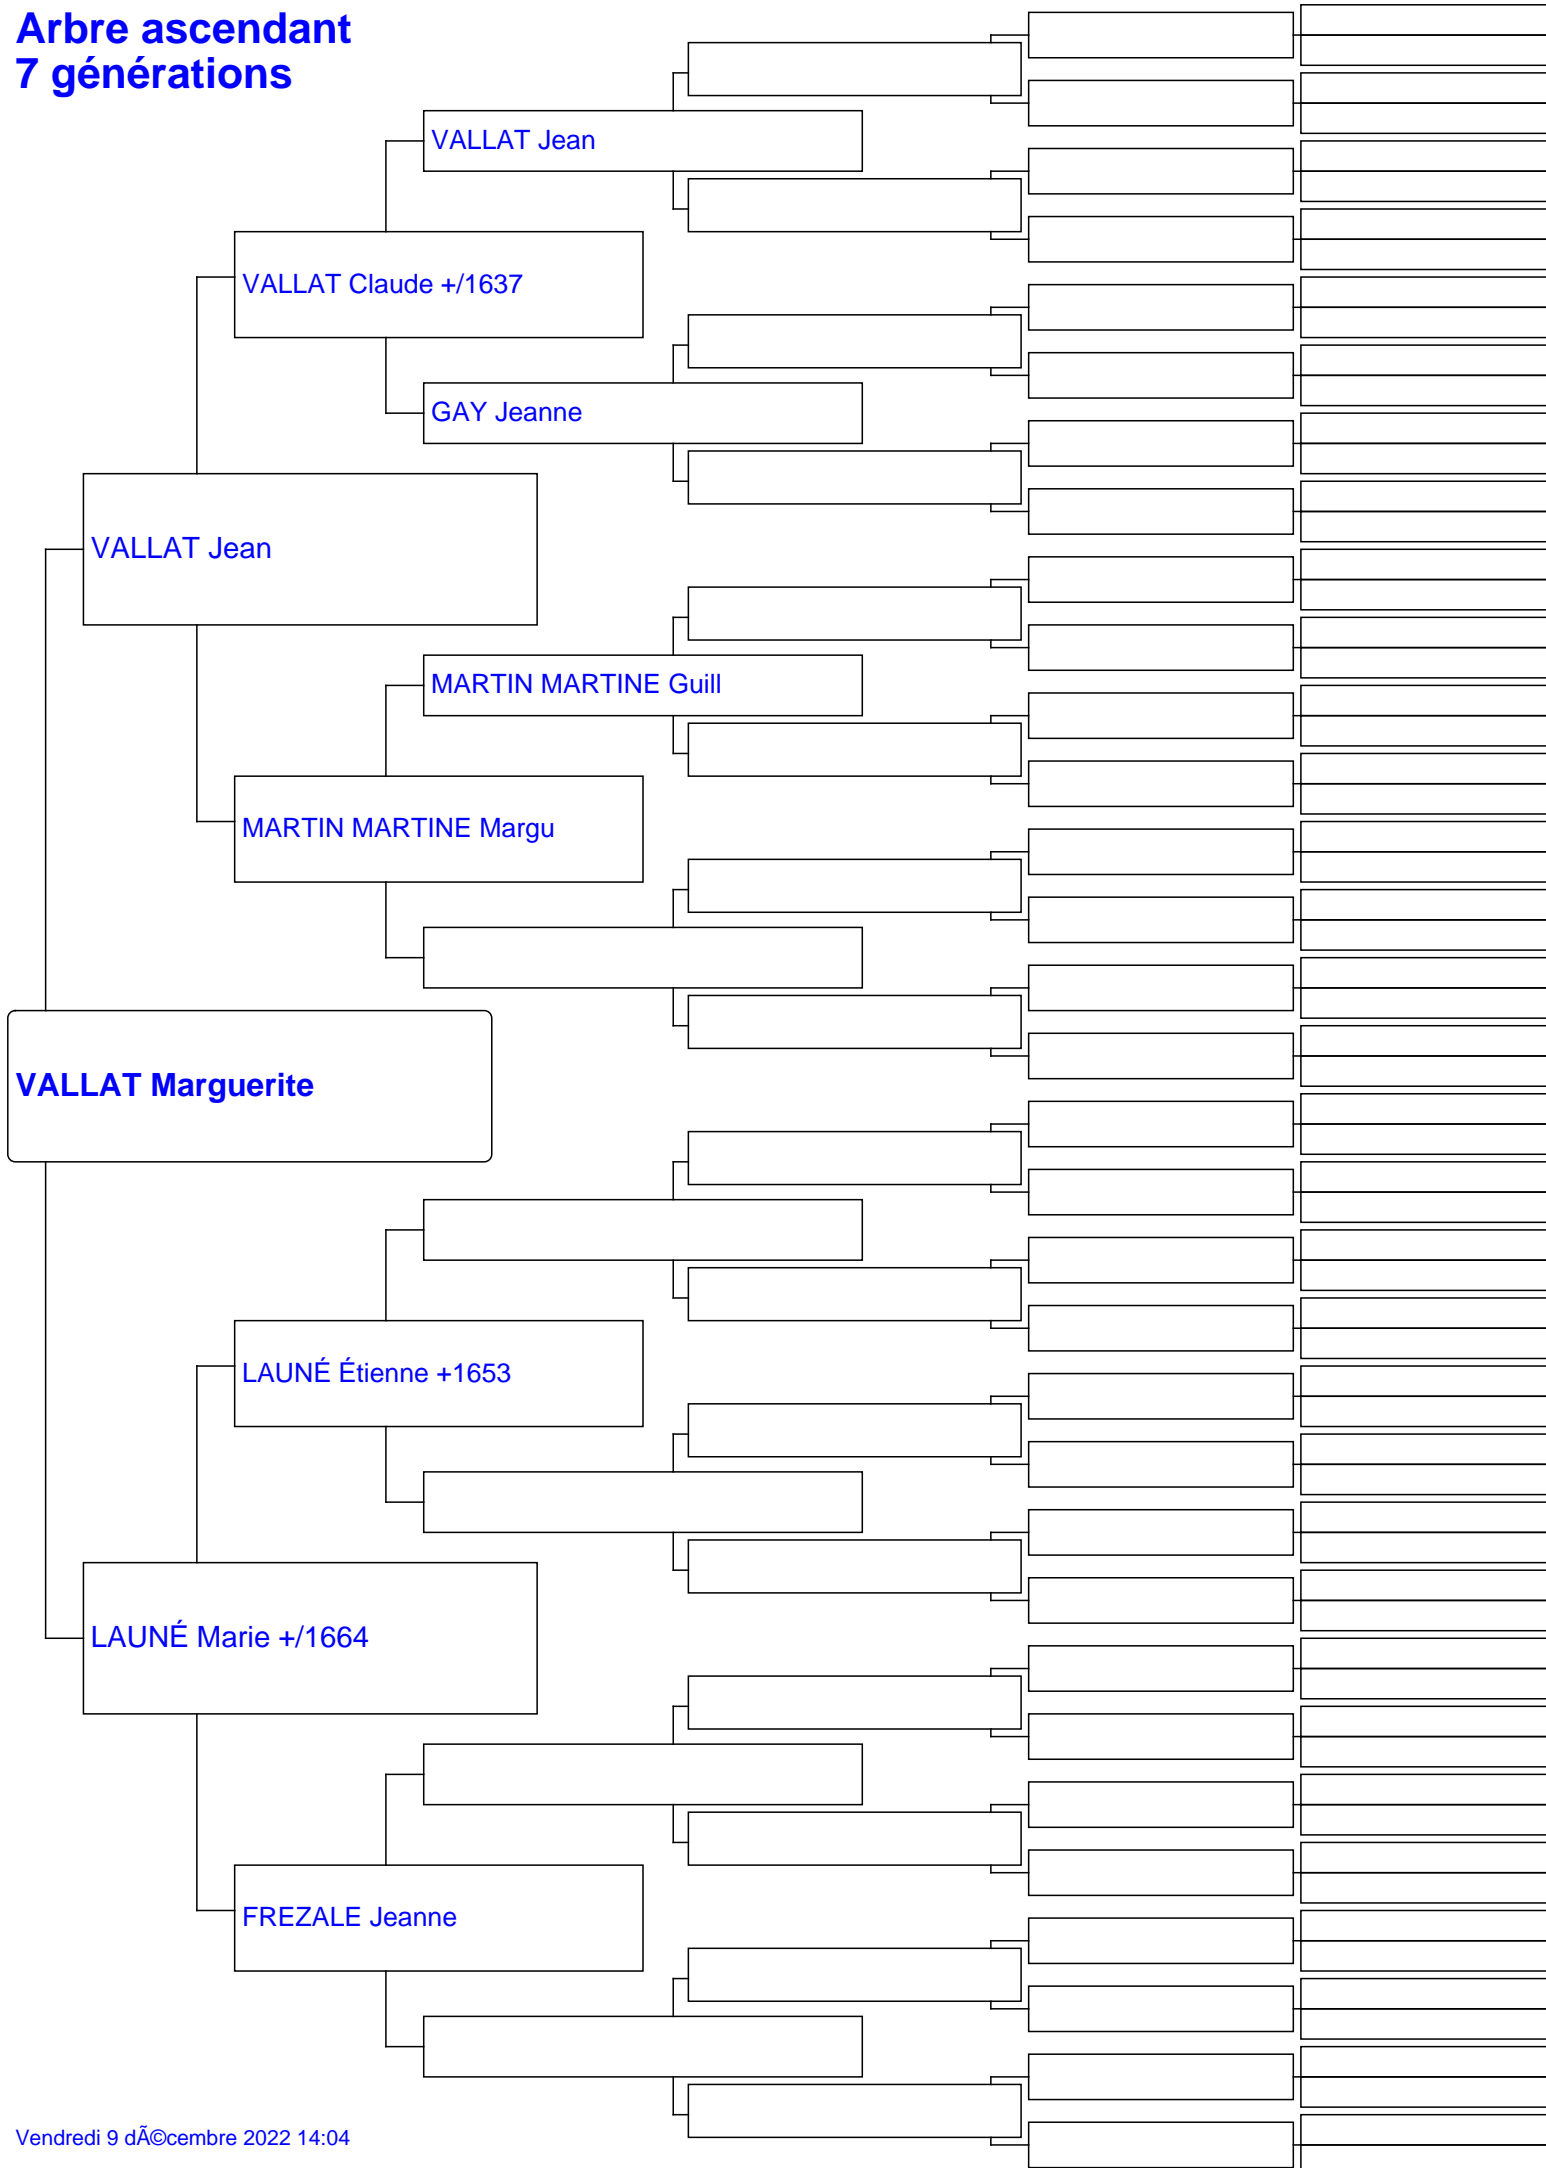 Arbre ascendant
7 générations
VALLAT Jean
VALLAT Claude +/1637
GAY Jeanne
VALLAT Jean
MARTIN MARTINE Guill
MARTIN MARTINE Margu
VALLAT Marguerite
LAUNÉ Étienne +1653
LAUNÉ Marie +/1664
FREZALE Jeanne
Vendredi 9 dÃ©cembre 2022 14:04